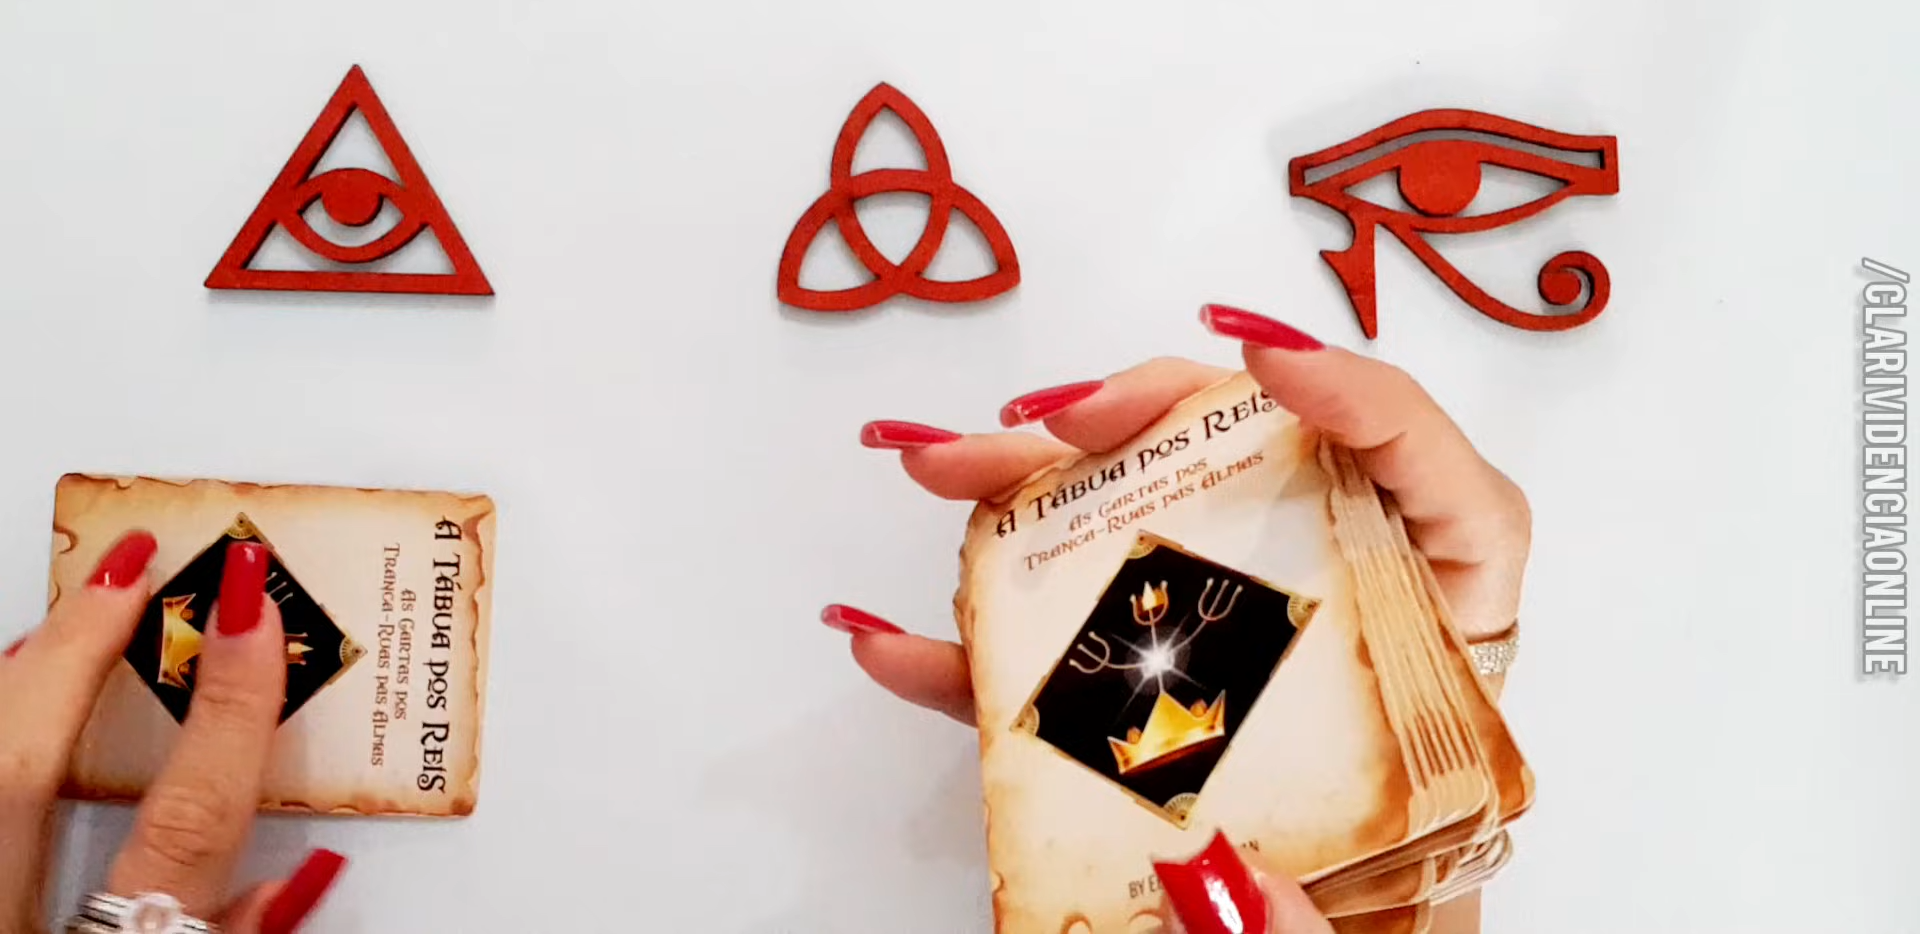 A TÁBUA DOS REIS
AS CARTAS DOS
TRANCA-RUAS DAS ALMAS
A TÁBUA DOS REIS
AS CARTAS DOS
TRANCA-RUAS DAS ALMAS
BY
/CLARIVIDENCIAONLINE